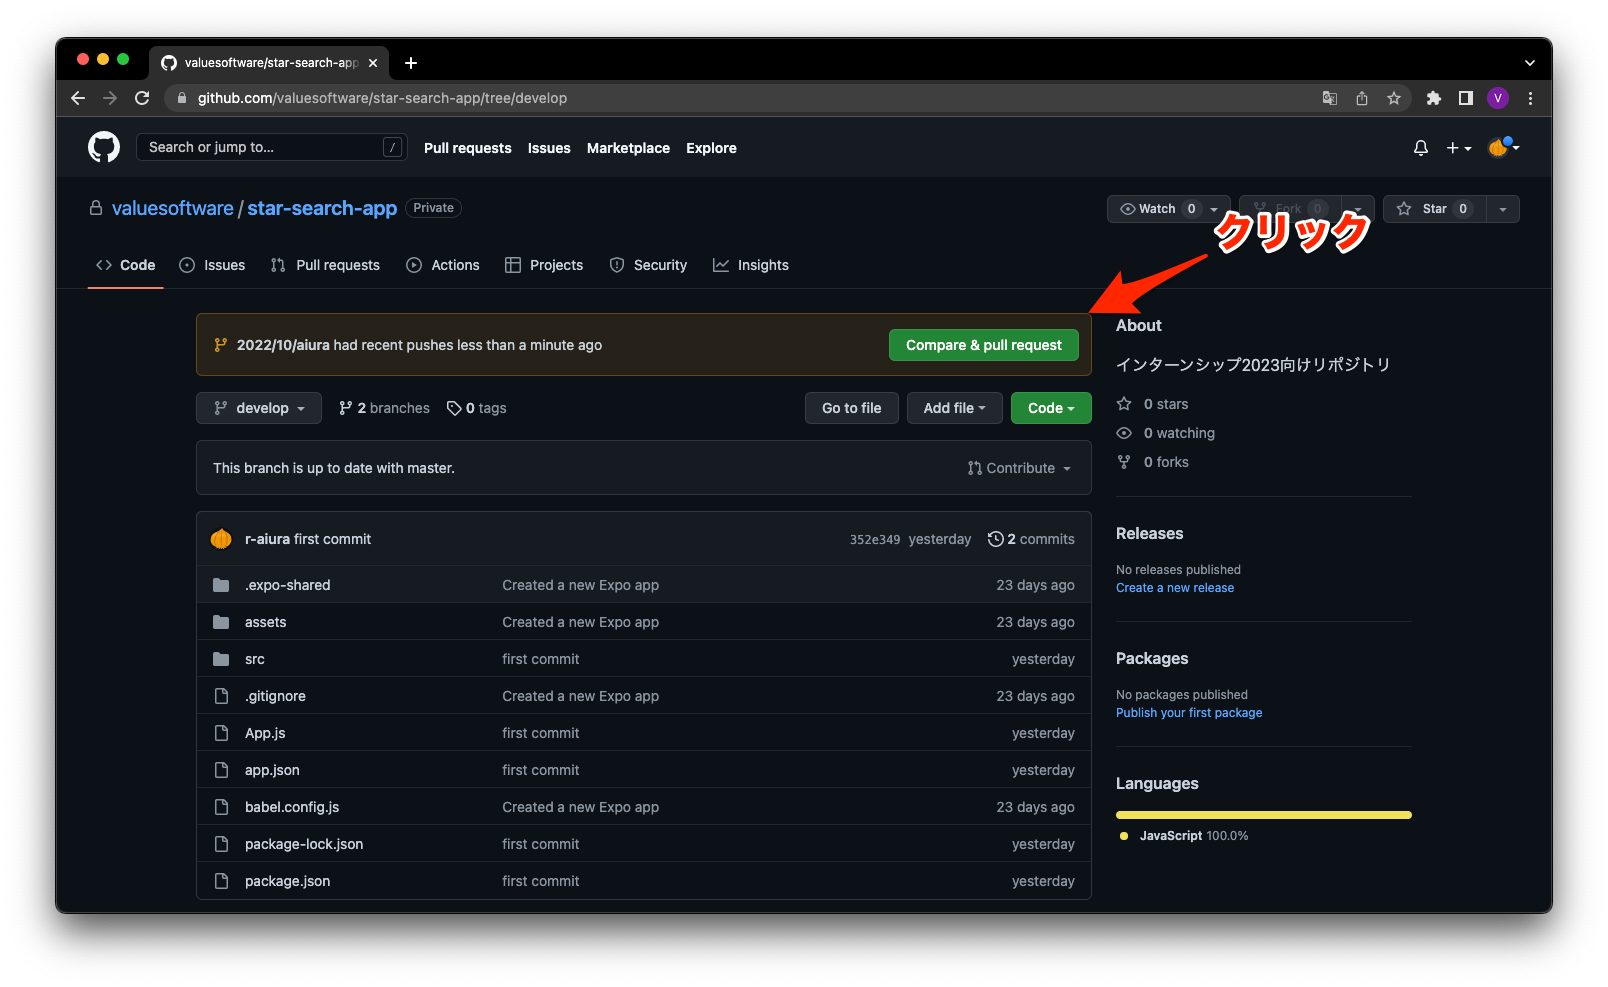 valuesoftware/star-search-app
github.com/valuesoftware/star-search-app/tree/develop
V
Search or jump to... /
Pull requests Issues Marketplace Explore
valuesoftware / star-search-app Private
Watch 0 Fork 0 Star 0
クリック
Code Issues Pull requests Actions Projects Security Insights
2022/10/aiura had recent pushes less than a minute ago Compare & pull request
develop 2 branches 0 tags Go to file Add file Code
This branch is up to date with master. Contribute
r-aiura first commit 352e349 yesterday 2 commits
.expo-shared Created a new Expo app 23 days ago
assets Created a new Expo app 23 days ago
src first commit yesterday
.gitignore Created a new Expo app 23 days ago
App.js first commit yesterday
app.json first commit yesterday
babel.config.js Created a new Expo app 23 days ago
package-lock.json first commit yesterday
package.json first commit yesterday
About
インターンシップ2023向けリポジトリ
0 stars
0 watching
0 forks
Releases
No releases published
Create a new release
Packages
No packages published
Publish your first package
Languages
JavaScript 100.0%